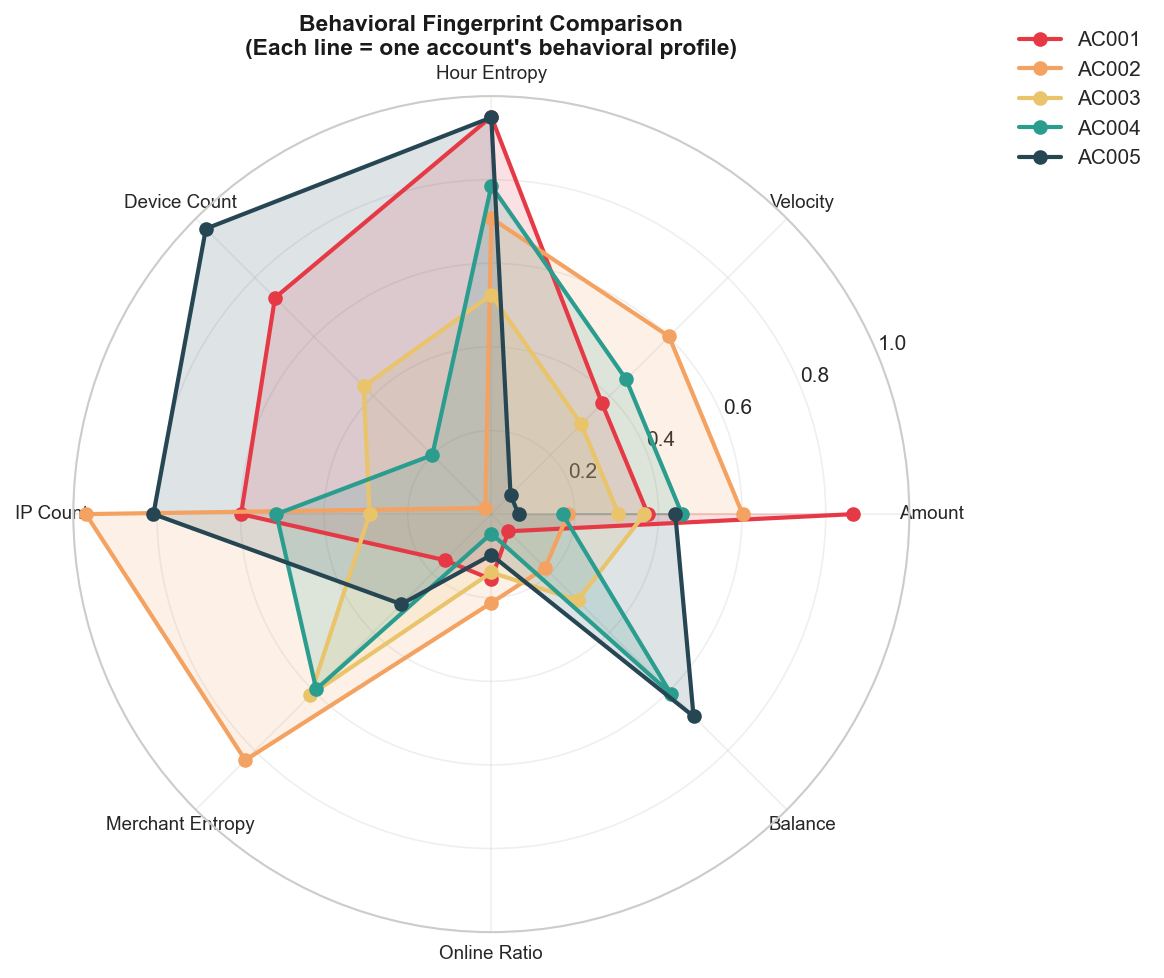 Behavioral Fingerprint Comparison
(Each line = one account's behavioral profile)
Hour Entropy
AC001
AC002
AC003
AC004
AC005
Device Count
Velocity
1.0
0.8
0.6
0.4
0.2
IP Count
Amount
Merchant Entropy
Balance
Online Ratio